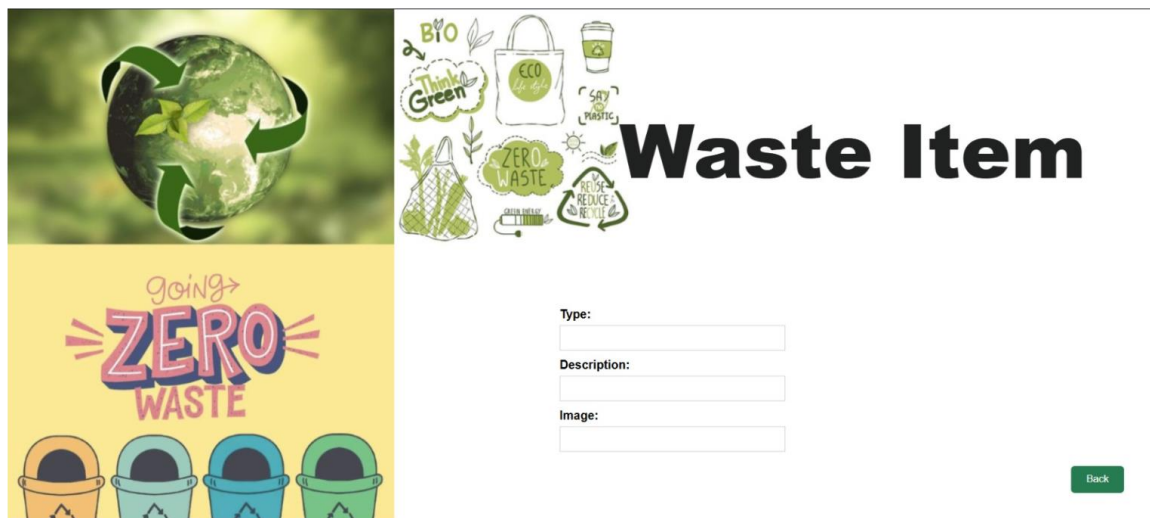 BIO
Think
Green
ECO
life style
SAY
PLASTIC
ZERO
WASTE
GREEN ENERGY
REUSE
REDUCE
RECYCLE
Waste Item
going
ZERO
WASTE
Type:
Description:
Image:
Back